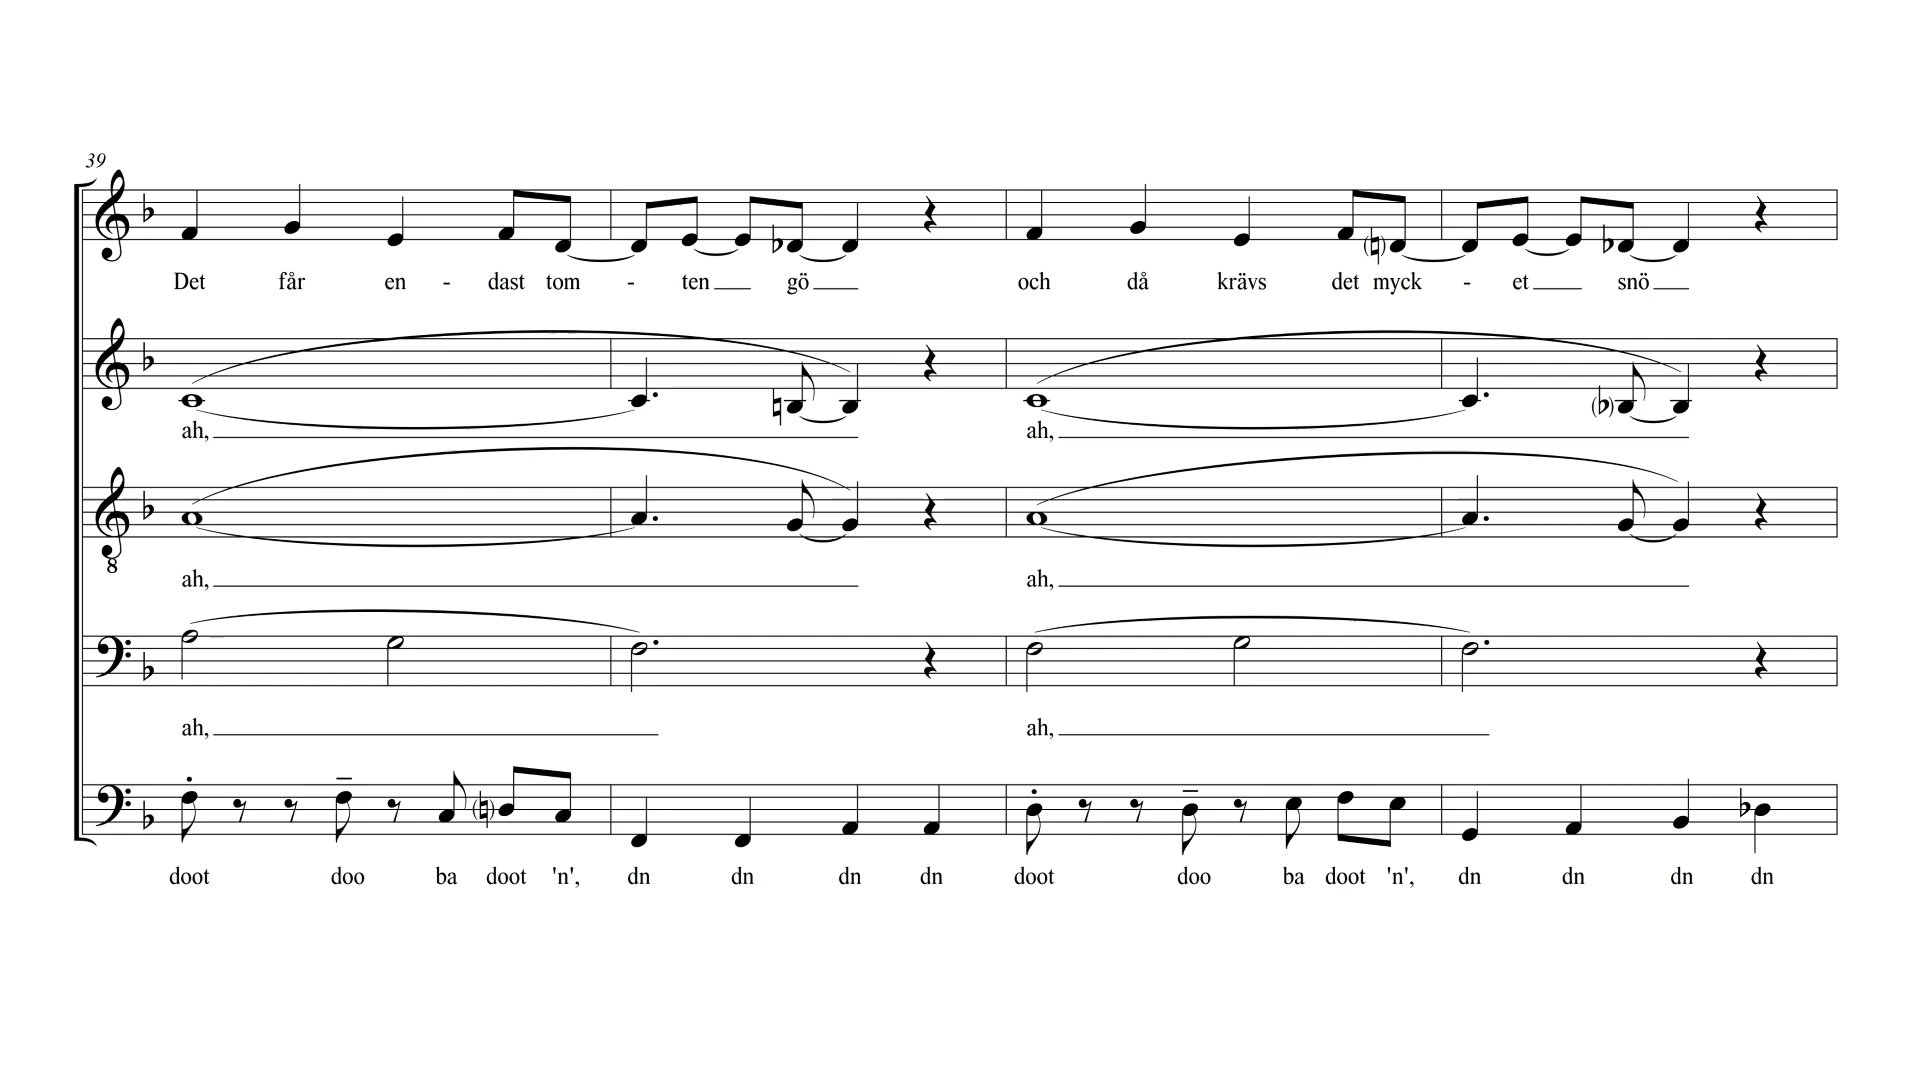 39
Det får en - dast tom - ten gö och då krävs det myck - et snö
ah, ah,
8
ah, ah,
ah, ah,
doot doo ba doot 'n', dn dn dn dn doot doo ba doot 'n', dn dn dn dn